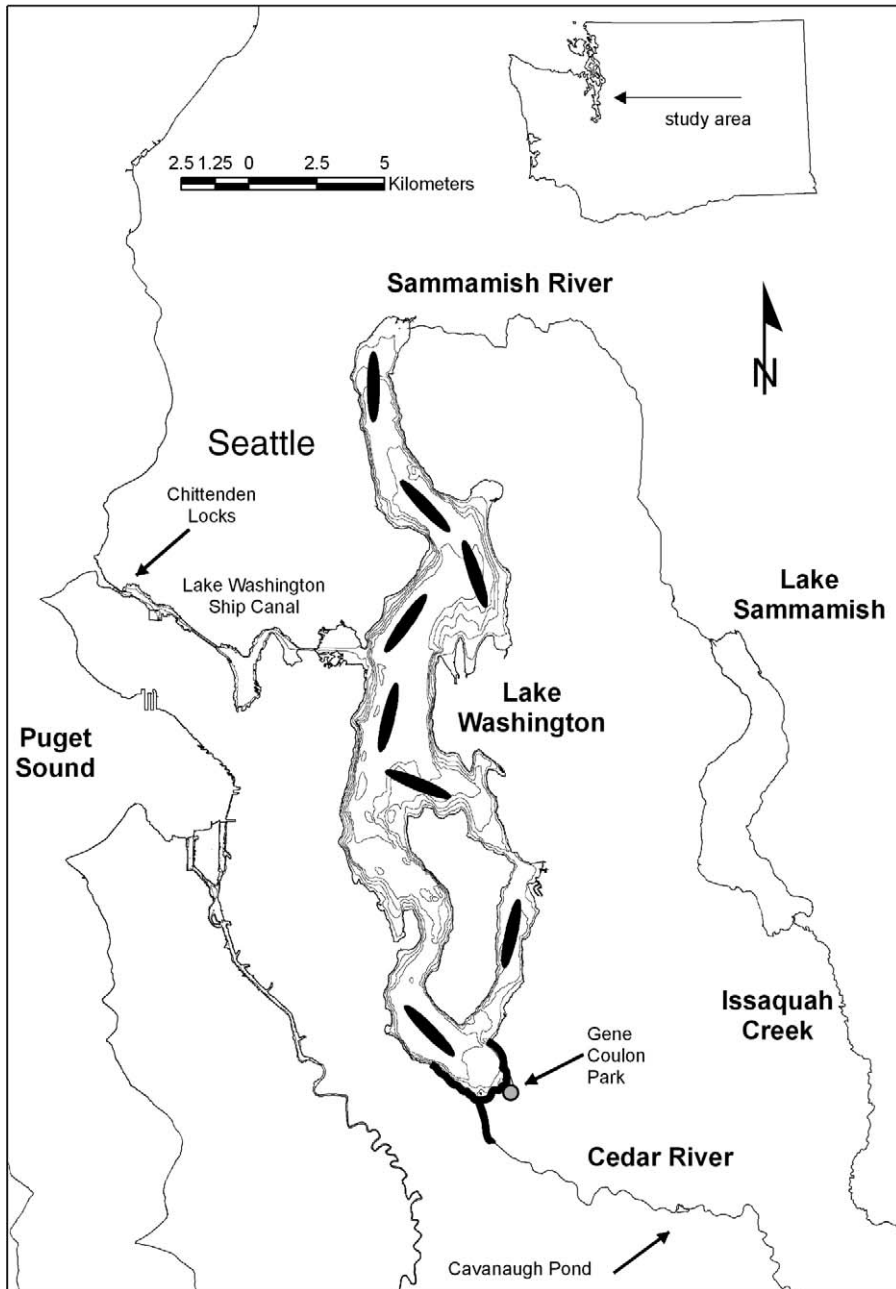 study area
2.5 1.25 0 2.5 5
Kilometers
Sammamish River
N
Seattle
Chittenden
Locks
Lake Washington
Ship Canal
Lake
Sammamish
Lake
Washington
Puget
Sound
Issaquah
Creek
Gene
Coulon
Park
Cedar River
Cavanaugh Pond